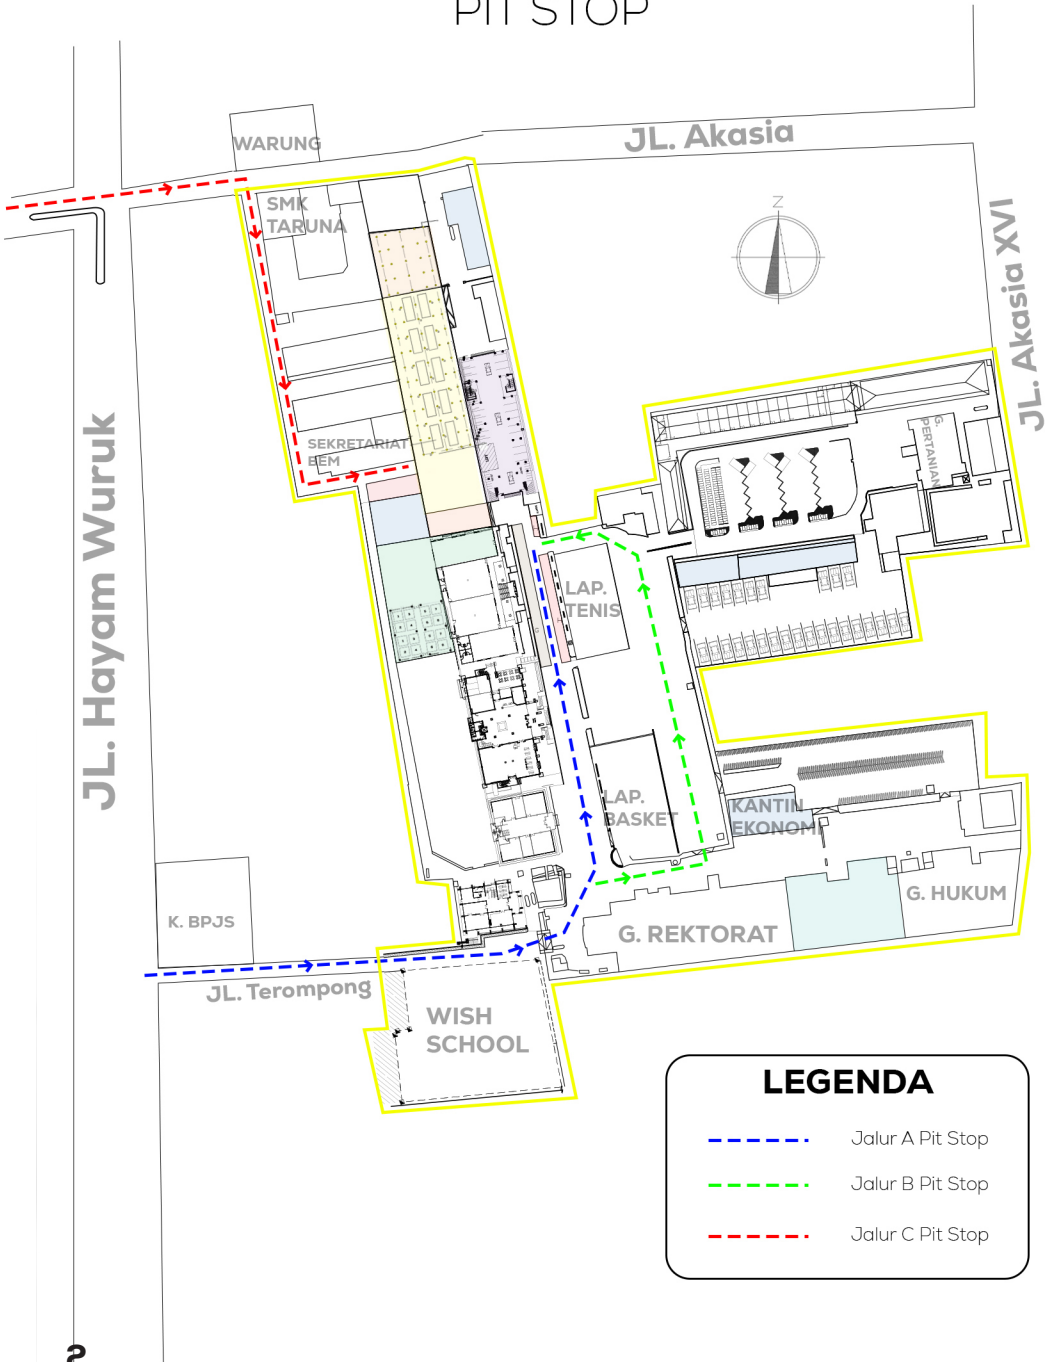 PIT STOP
WARUNG
JL. Akasia
SMK
TARUNA
Z
JL. Akasia XVI
JL. Hayam Wuruk
G.
PERTANIAN
SEKRETARIAT
BEM
LAP.
TENIS
LAP.
BASKET
KANTIN
EKONOMI
K. BPJS
G. REKTORAT
G. HUKUM
JL. Terompong
WISH
SCHOOL
LEGENDA
Jalur A Pit Stop
Jalur B Pit Stop
Jalur C Pit Stop